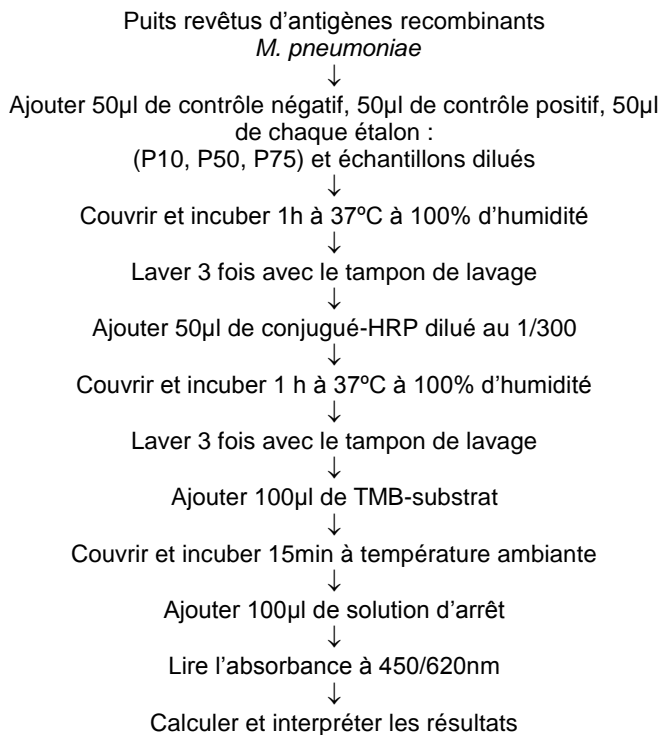 Puits revêtus d’antigènes recombinants
M. pneumoniae
↓
Ajouter 50µl de contrôle négatif, 50µl de contrôle positif, 50µl
de chaque étalon :
(P10, P50, P75) et échantillons dilués
↓
Couvrir et incuber 1h à 37ºC à 100% d’humidité
↓
Laver 3 fois avec le tampon de lavage
↓
Ajouter 50µl de conjugué-HRP dilué au 1/300
↓
Couvrir et incuber 1 h à 37ºC à 100% d’humidité
↓
Laver 3 fois avec le tampon de lavage
↓
Ajouter 100µl de TMB-substrat
↓
Couvrir et incuber 15min à température ambiante
↓
Ajouter 100µl de solution d’arrêt
↓
Lire l’absorbance à 450/620nm
↓
Calculer et interpréter les résultats